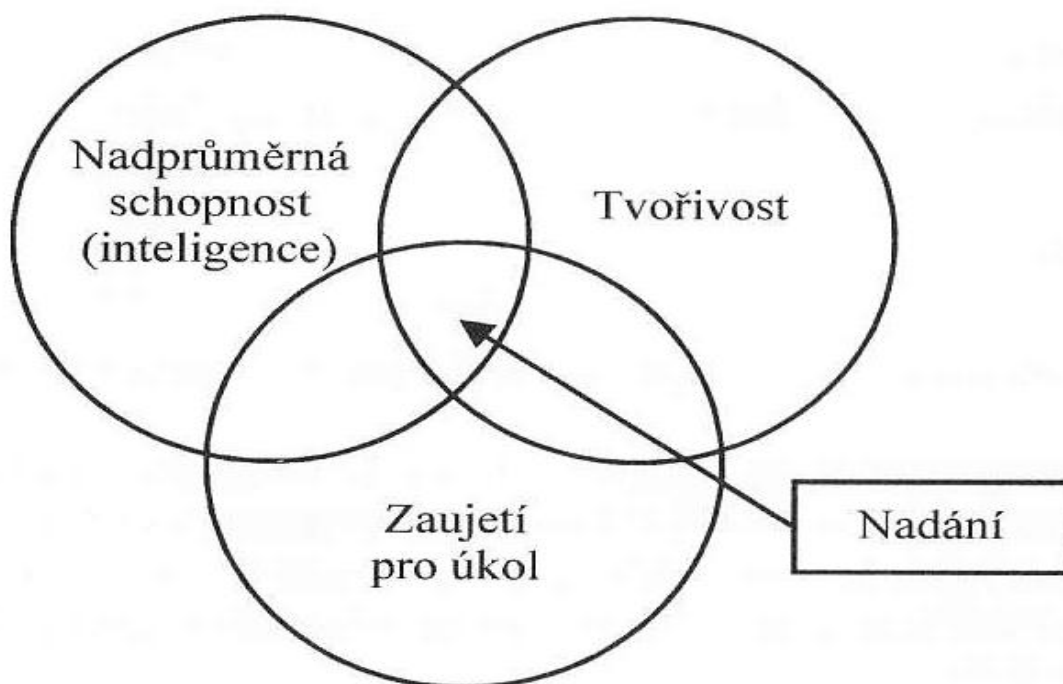 Nadprůměrná
schopnost
(inteligence)
Tvořivost
Zaujetí
pro úkol
Nadání